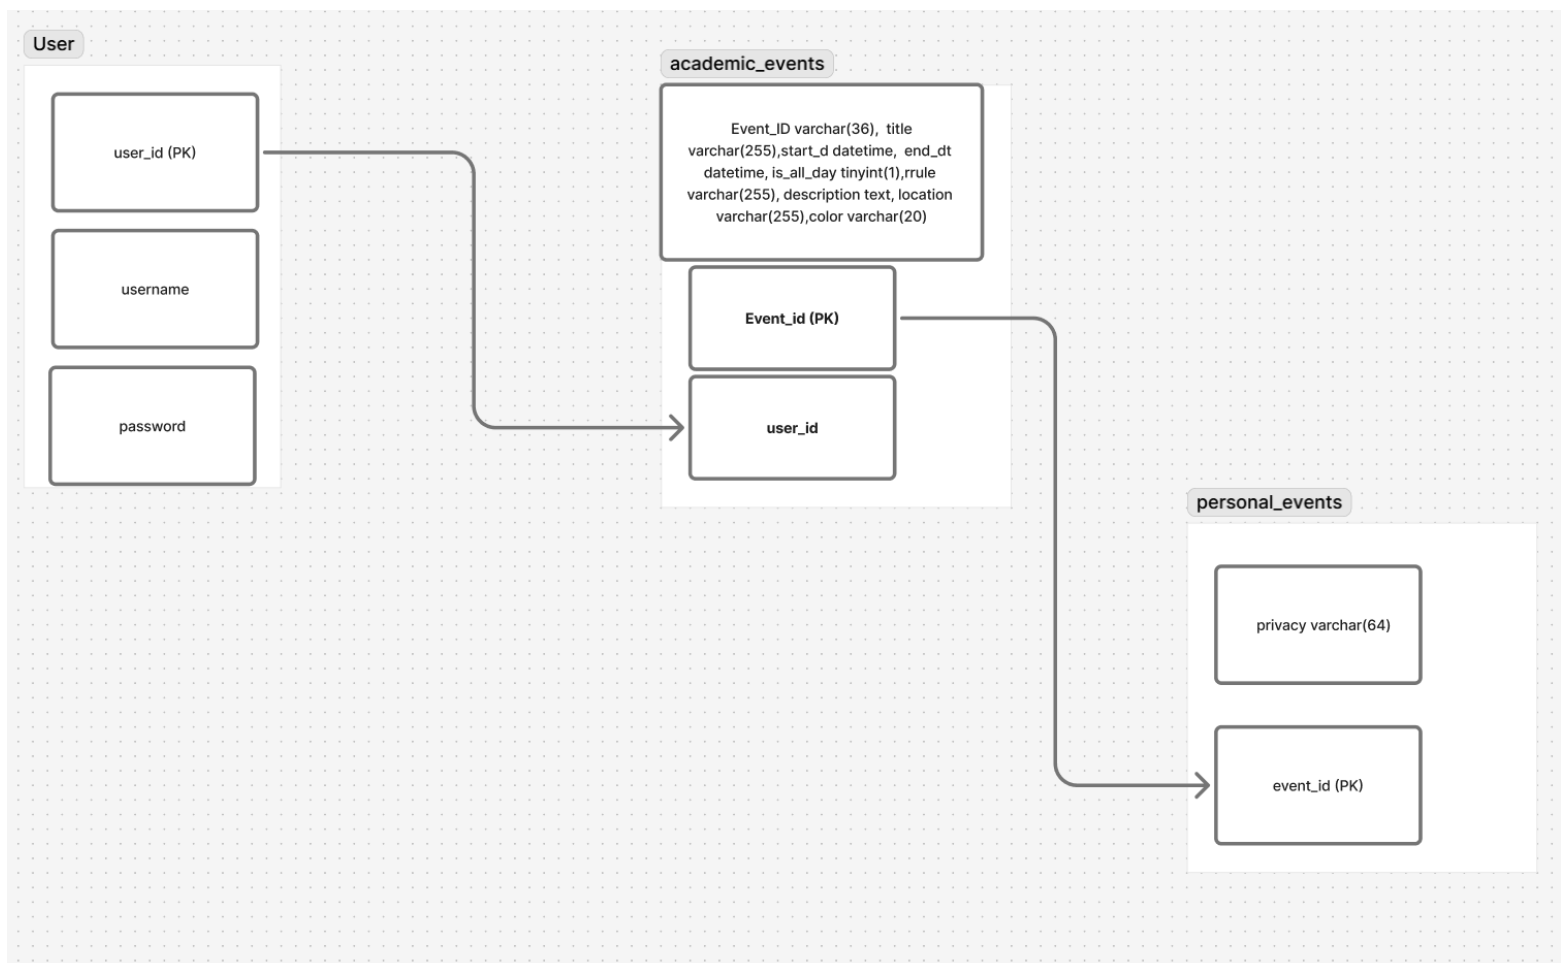 User
user_id (PK)
username
password
academic_events
Event_ID varchar(36),  title
varchar(255),start_d datetime,  end_dt
datetime, is_all_day tinyint(1),rrule
varchar(255), description text, location
varchar(255),color varchar(20)
Event_id (PK)
user_id
personal_events
privacy varchar(64)
event_id (PK)